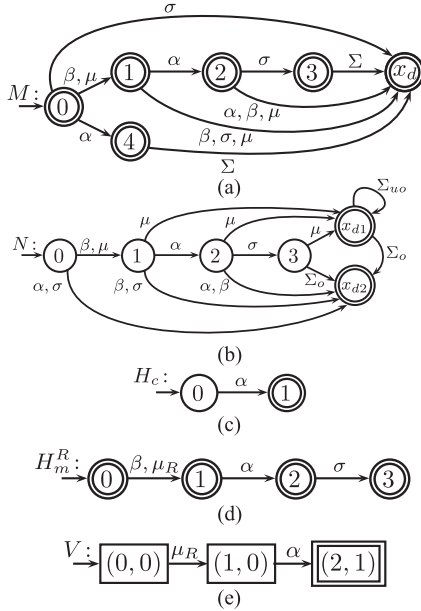 σ
M: 0 β, μ 1 α 2 σ 3 Σ x_d
α, β, μ
α 4 β, σ, μ
Σ
(a)
Σ_uo
μ μ x_d1
N: 0 β, μ 1 α 2 σ 3 μ Σ_o
α, σ β, σ α, β Σ_o x_d2
(b)
H_c: 0 α 1
(c)
H_m^R: 0 β, μ_R 1 α 2 σ 3
(d)
V: (0, 0) μ_R (1, 0) α (2, 1)
(e)